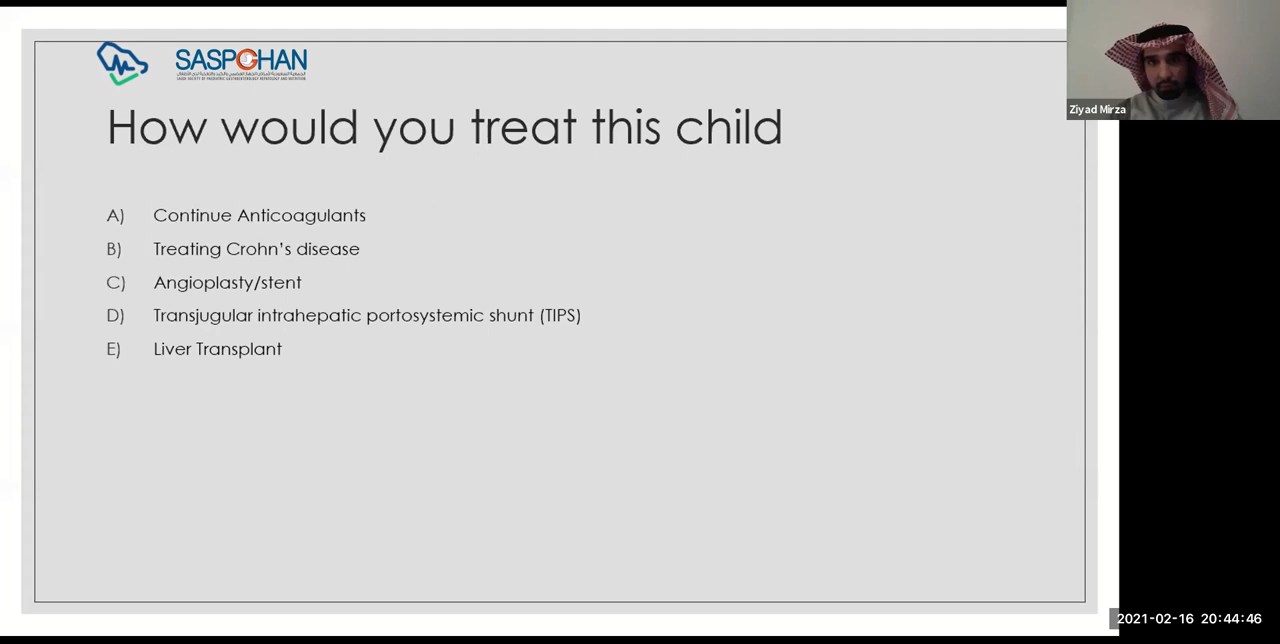 SASPGHAN
How would you treat this child
A) Continue Anticoagulants
B) Treating Crohn's disease
C) Angioplasty/stent
D) Transjugular intrahepatic portosystemic shunt (TIPS)
E) Liver Transplant
Ziyad Mirza
2021-02-16 20:44:46